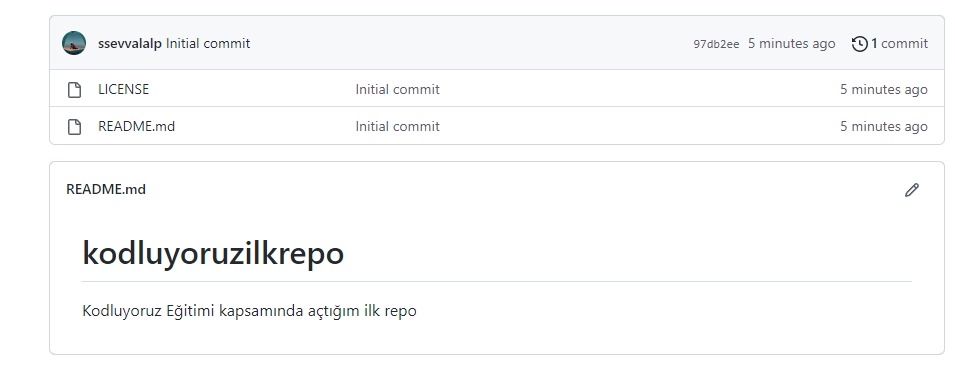 ssevvalalp Initial commit 97db2ee 5 minutes ago 1 commit
LICENSE Initial commit 5 minutes ago
README.md Initial commit 5 minutes ago
README.md
kodluyoruzilkrepo
Kodluyoruz Eğitimi kapsamında açtığım ilk repo